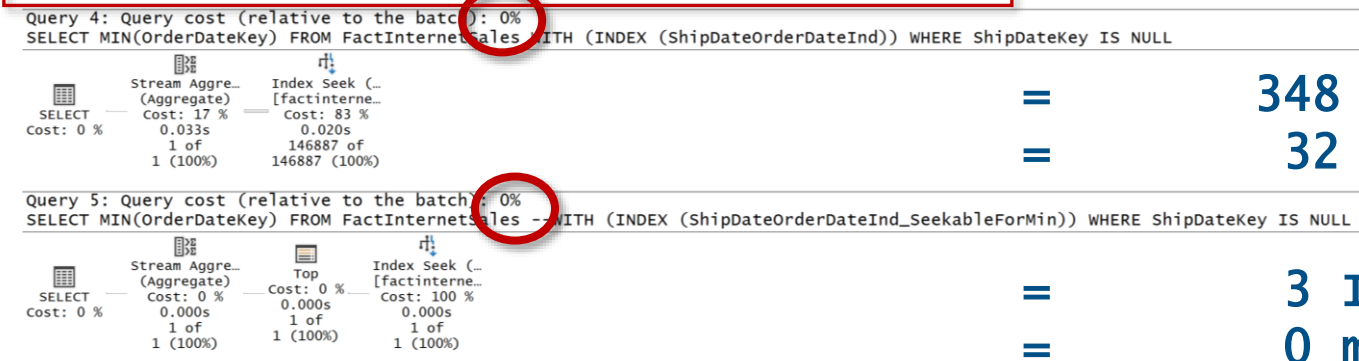 Query 4: Query cost (relative to the batch): 0%
SELECT MIN(OrderDateKey) FROM FactInternetSales WITH (INDEX (ShipDateOrderDateInd)) WHERE ShipDateKey IS NULL
SELECT
Cost: 0 %
Stream Aggre…
(Aggregate)
Cost: 17 %
0.033s
1 of
1 (100%)
Index Seek (…
[factinterne…
Cost: 83 %
0.020s
146887 of
146887 (100%)
= 348
= 32
Query 5: Query cost (relative to the batch): 0%
SELECT MIN(OrderDateKey) FROM FactInternetSales --WITH (INDEX (ShipDateOrderDateInd_SeekableForMin)) WHERE ShipDateKey IS NULL
SELECT
Cost: 0 %
Stream Aggre…
(Aggregate)
Cost: 0 %
0.000s
1 of
1 (100%)
Top
Cost: 0 %
0.000s
1 of
1 (100%)
Index Seek (…
[factinterne…
Cost: 100 %
0.000s
1 of
1 (100%)
= 3
= 0